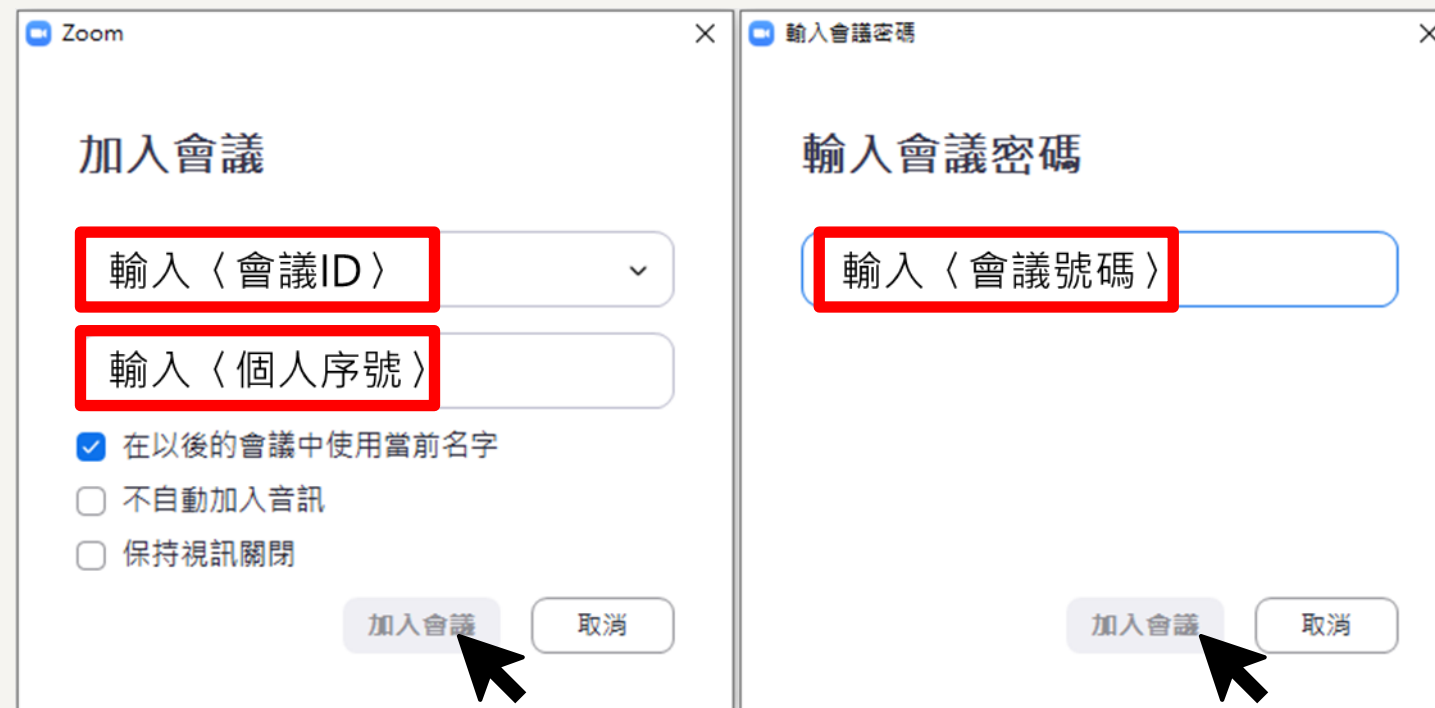 Zoom
加入會議
輸入〈會議ID〉
輸入〈個人序號〉
在以後的會議中使用當前名字
不自動加入音訊
保持視訊關閉
加入會議
取消
輸入會議密碼
輸入會議密碼
輸入〈會議號碼〉
加入會議
取消